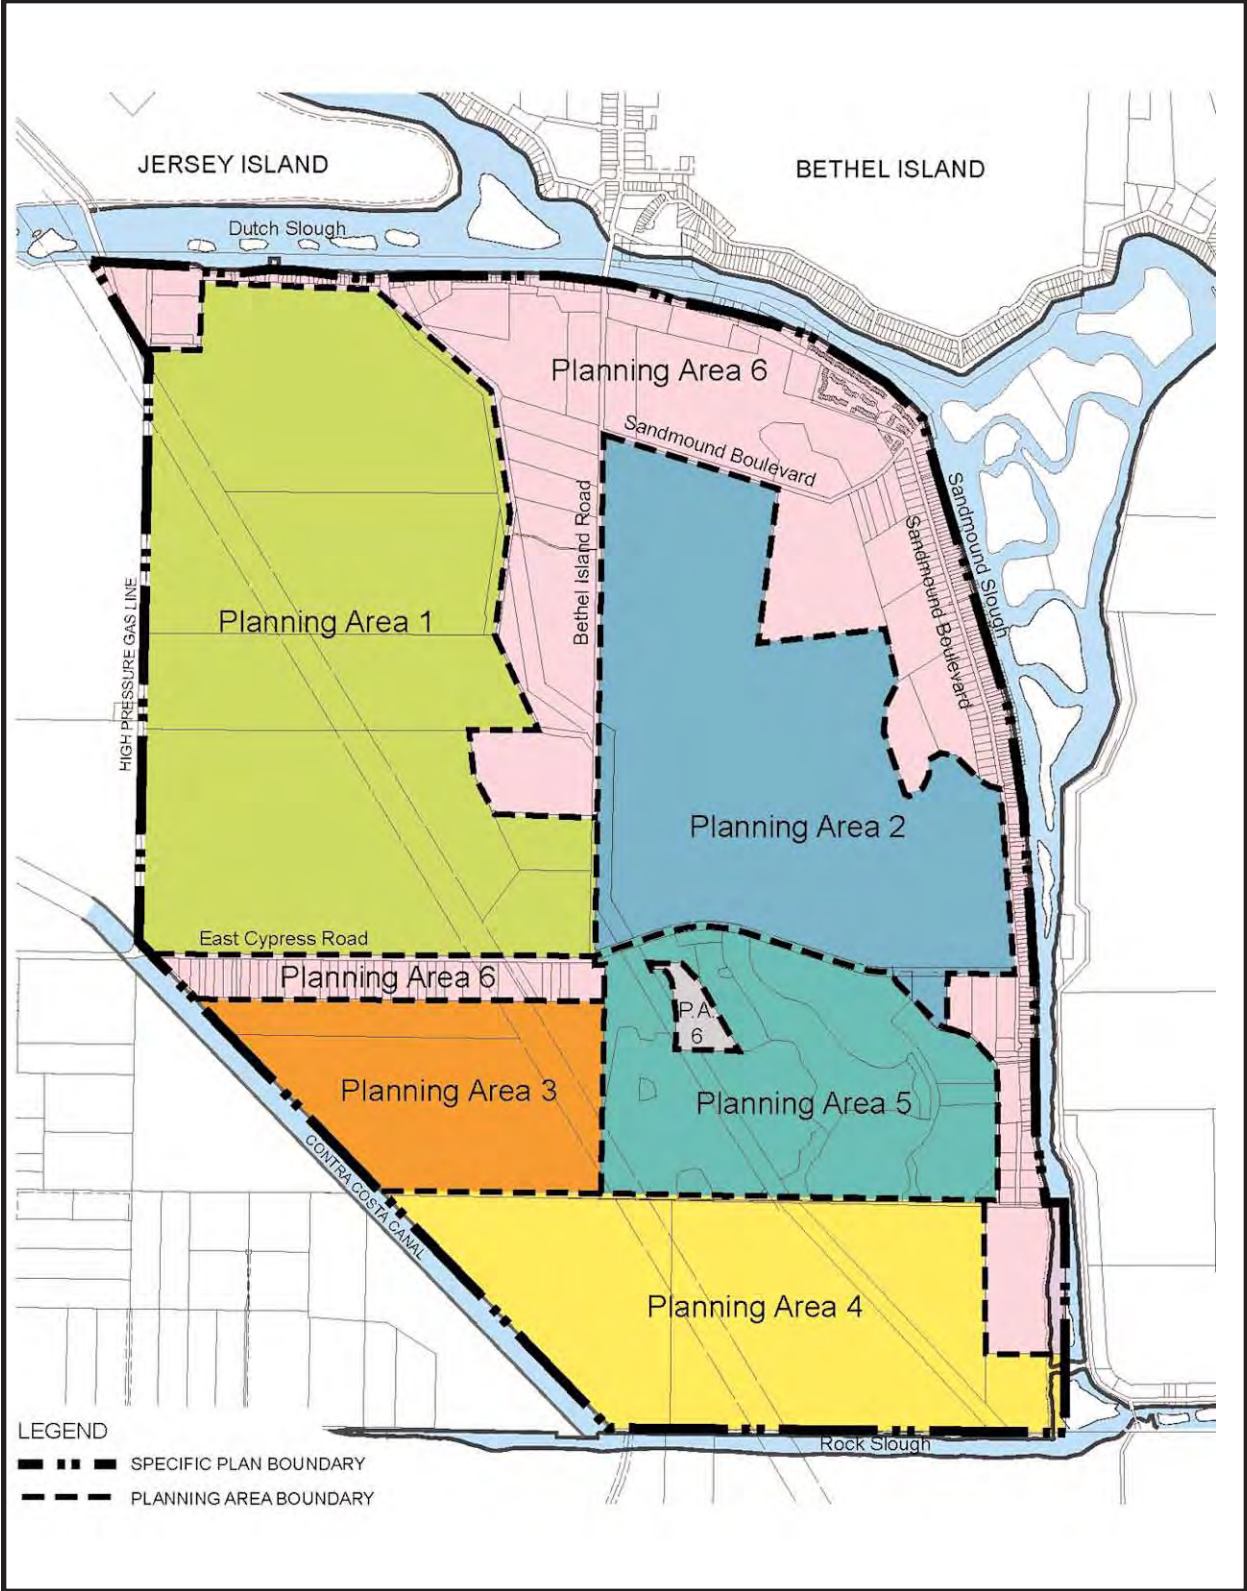 JERSEY ISLAND
BETHEL ISLAND
Dutch Slough
Planning Area 6
Sandmound Boulevard
Sandmound Slough
Bethel Island Road
Sandmound Boulevard
HIGH PRESSURE GAS LINE
Planning Area 1
Planning Area 2
East Cypress Road
Planning Area 6
P.A.
6
Planning Area 3
Planning Area 5
CONTRA COSTA CANAL
Planning Area 4
Rock Slough
LEGEND
SPECIFIC PLAN BOUNDARY
PLANNING AREA BOUNDARY